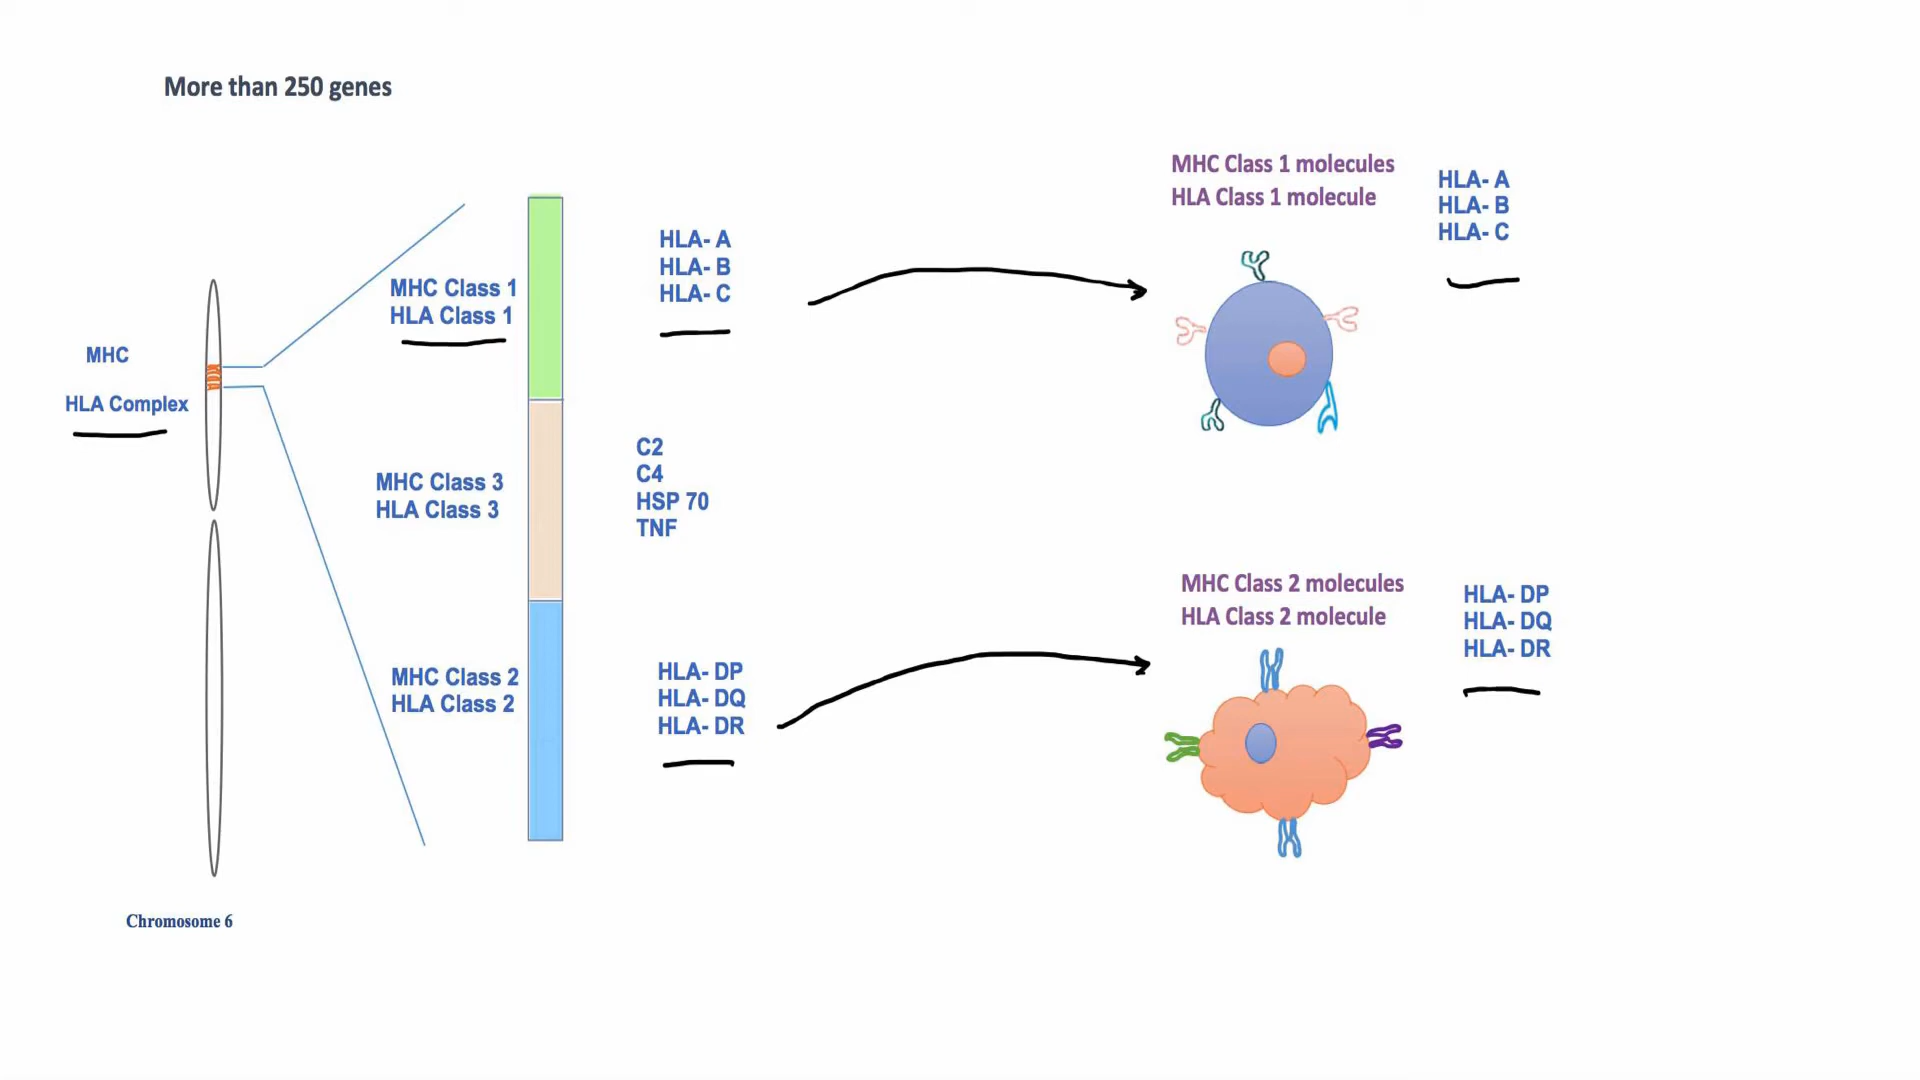 More than 250 genes
MHC
HLA Complex
Chromosome 6
MHC Class 1
HLA Class 1
MHC Class 3
HLA Class 3
MHC Class 2
HLA Class 2
HLA- A
HLA- B
HLA- C
C2
C4
HSP 70
TNF
HLA- DP
HLA- DQ
HLA- DR
MHC Class 1 molecules
HLA Class 1 molecule
HLA- A
HLA- B
HLA- C
MHC Class 2 molecules
HLA Class 2 molecule
HLA- DP
HLA- DQ
HLA- DR